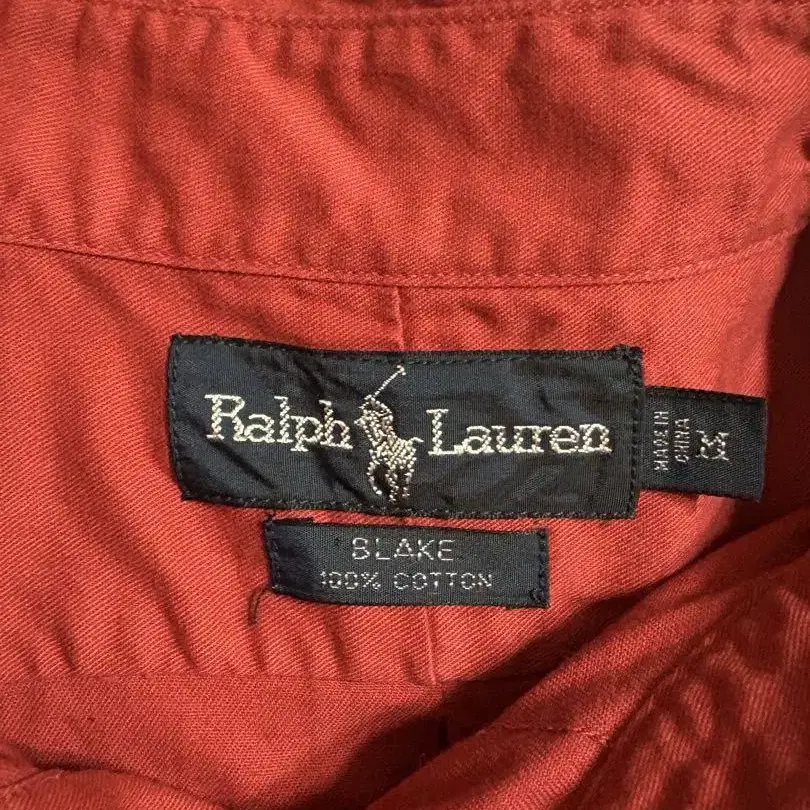 Ralph Lauren
MADE IN
CHINA
M
BLAKE
100% COTTON